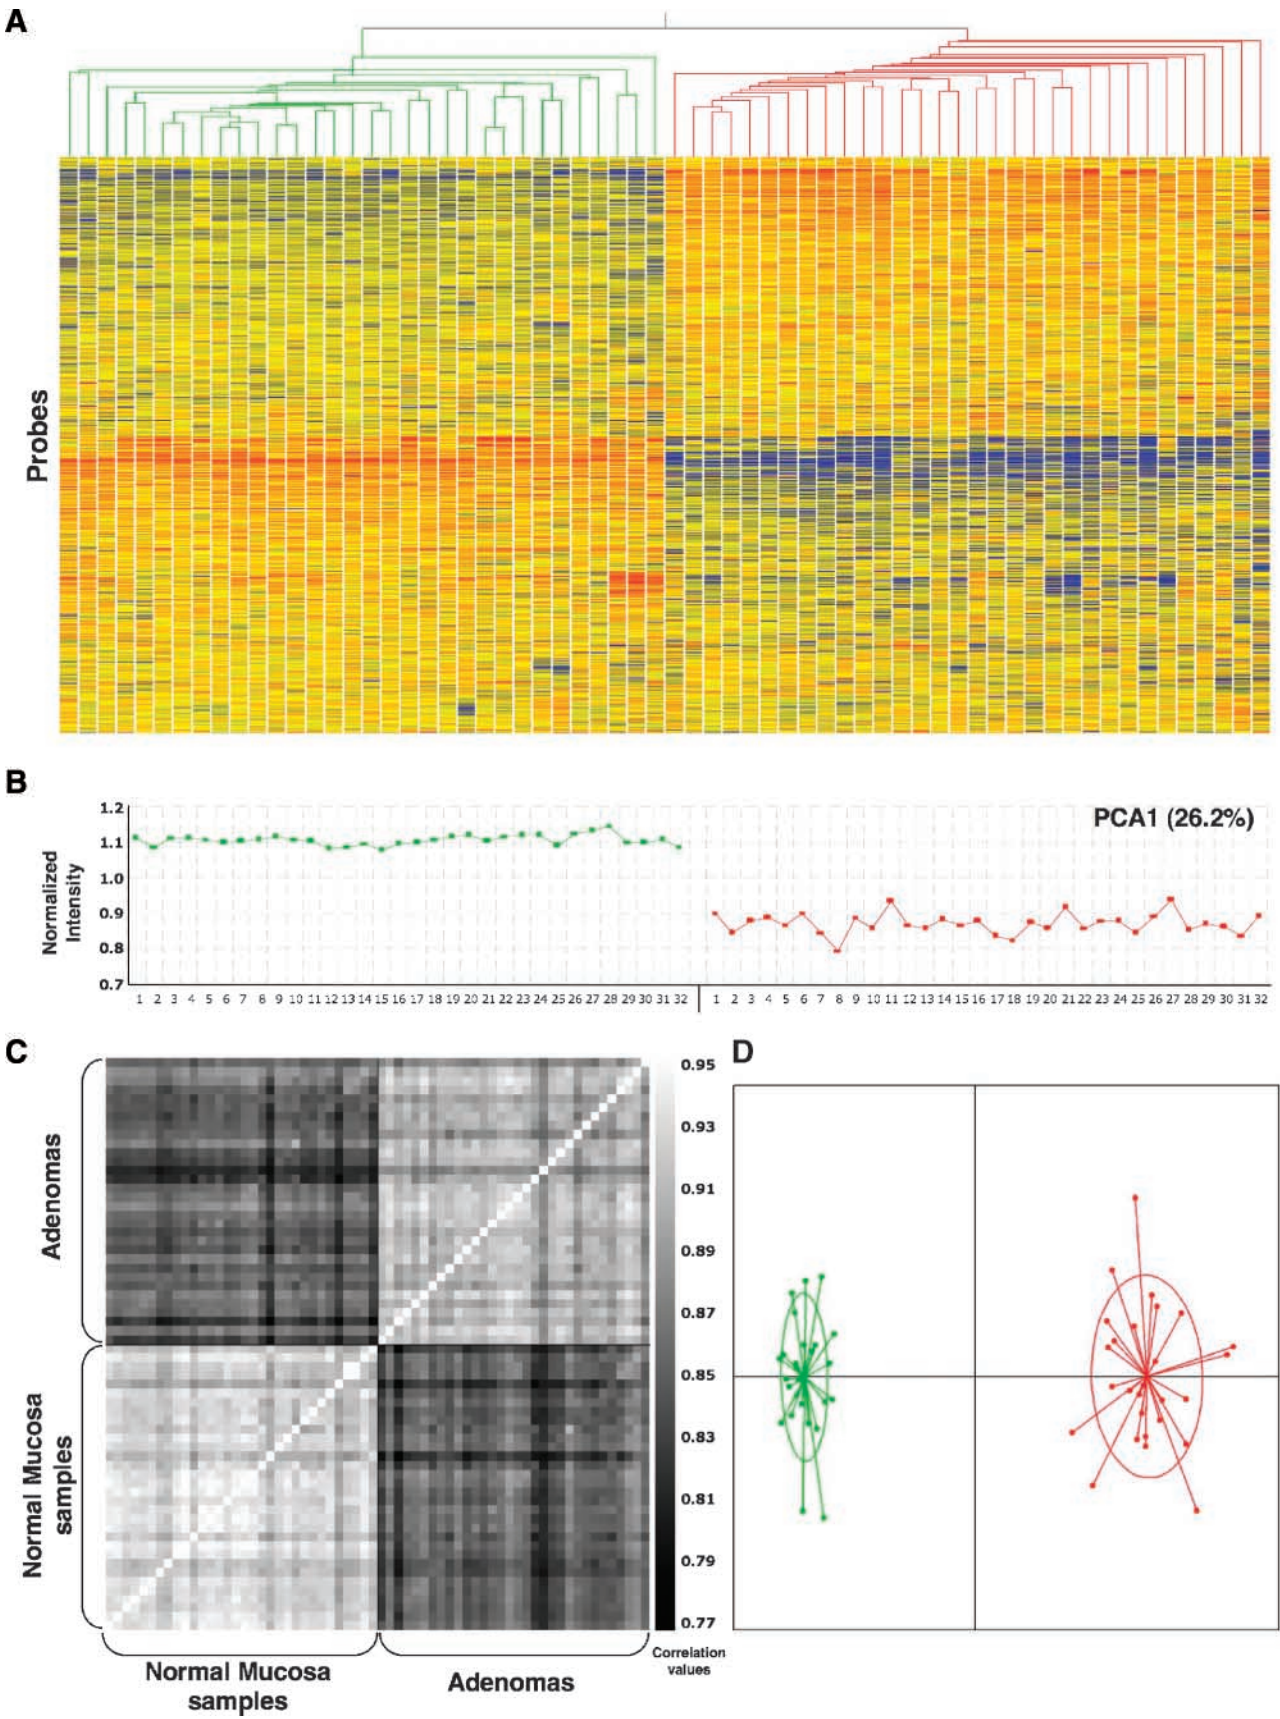 A
Probes
B
PCA1 (26.2%)
Normalized
Intensity
1.2
1.1
1.0
0.9
0.8
0.7
1 2 3 4 5 6 7 8 9 10 11 12 13 14 15 16 17 18 19 20 21 22 23 24 25 26 27 28 29 30 31 32
1 2 3 4 5 6 7 8 9 10 11 12 13 14 15 16 17 18 19 20 21 22 23 24 25 26 27 28 29 30 31 32
C
Adenomas
Normal Mucosa
samples
0.95
0.93
0.91
0.89
0.87
0.85
0.83
0.81
0.79
0.77
Correlation
values
Normal Mucosa
samples
Adenomas
D